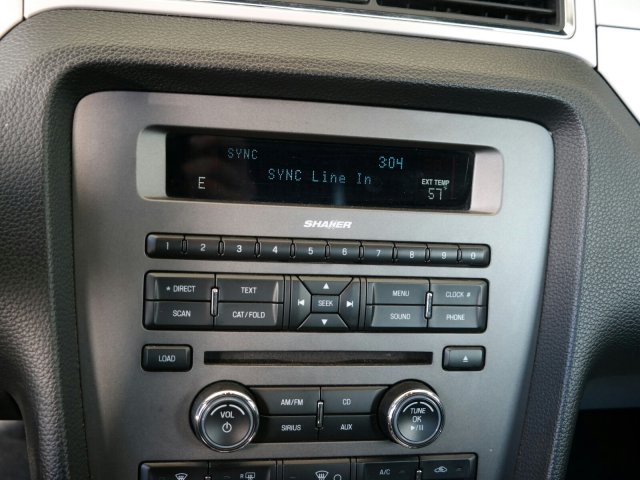 SYNC 3:04
E SYNC Line In EXT TEMP
57°
SHAKER
1 2 3 4 5 6 7 8 9 0
* DIRECT TEXT SEEK MENU CLOCK #
SCAN CAT/FOLD SOUND PHONE
LOAD
VOL AM/FM CD TUNE
OK
SIRIUS AUX
R A/C